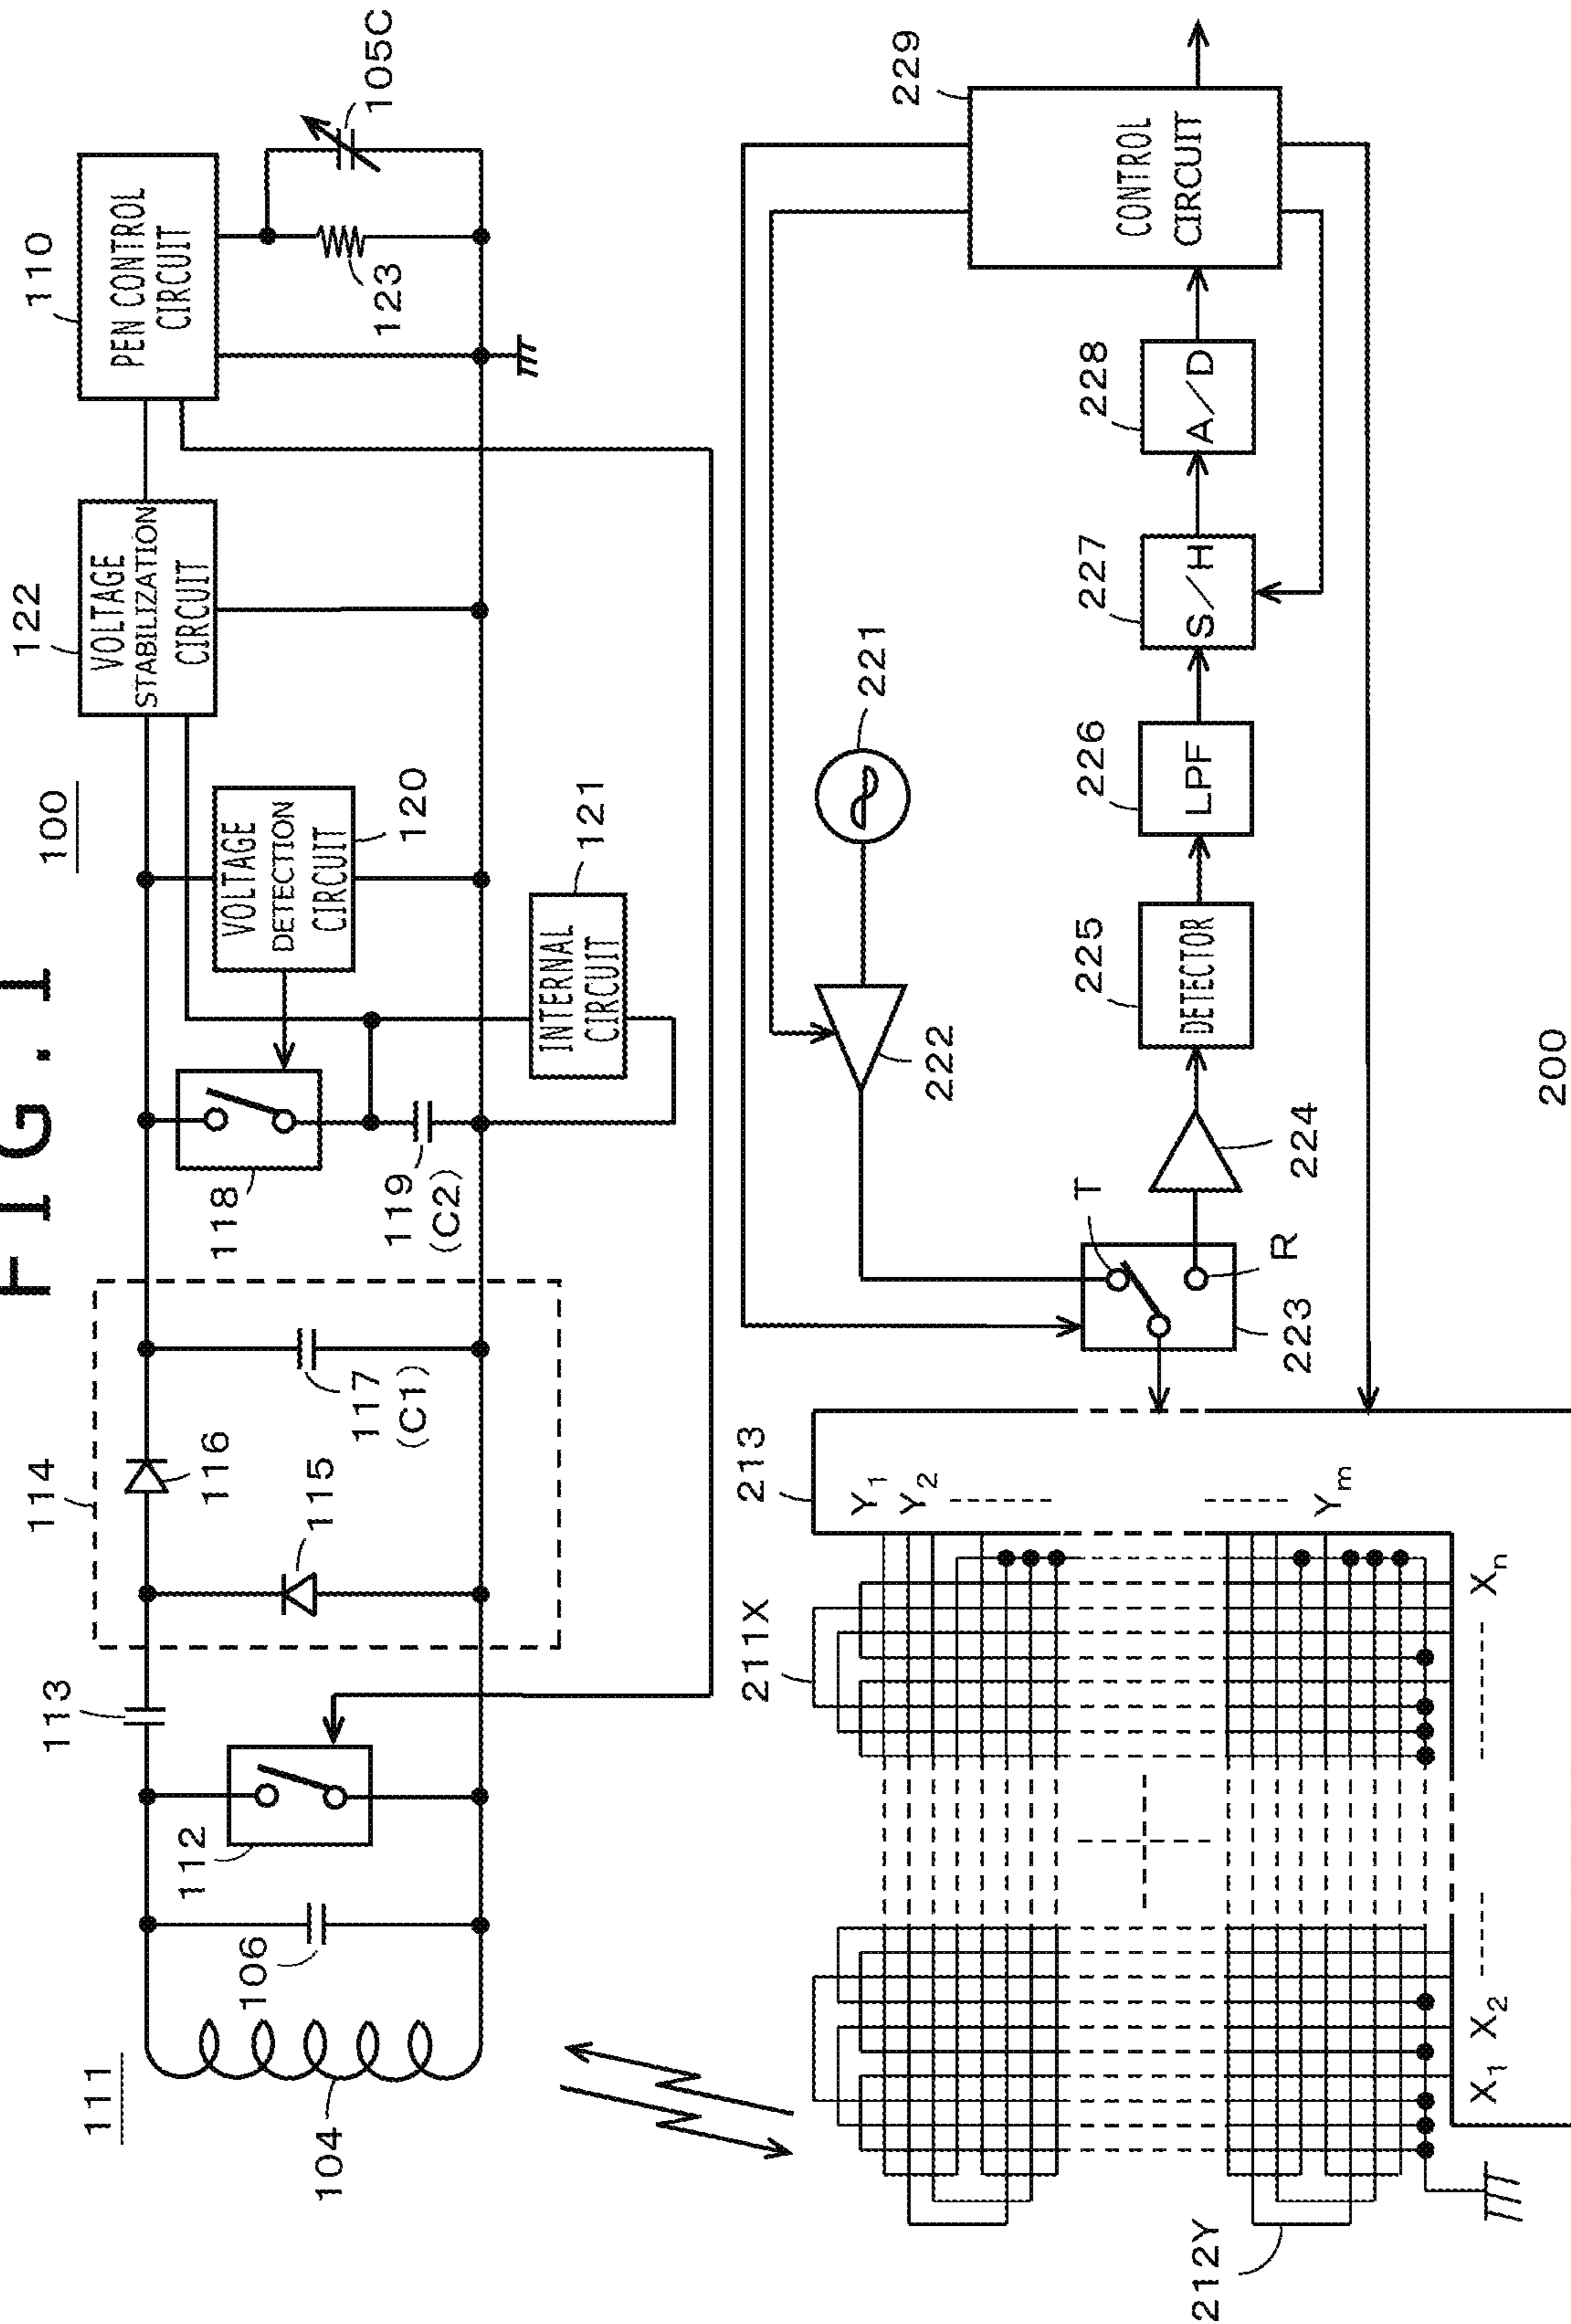 FIG.1
100
111
104
106
112
113
114
115
116
117
(C1)
118
119
(C2)
VOLTAGE
DETECTION
CIRCUIT
120
INTERNAL
CIRCUIT
121
122
VOLTAGE
STABILIZATION
CIRCUIT
110
PEN CONTROL
CIRCUIT
123
105C
211X
212Y
213
Y1
Y2
Ym
X1
X2
Xn
T
R
223
222
221
224
225
DETECTOR
226
LPF
227
S/H
228
A/D
229
CONTROL
CIRCUIT
200